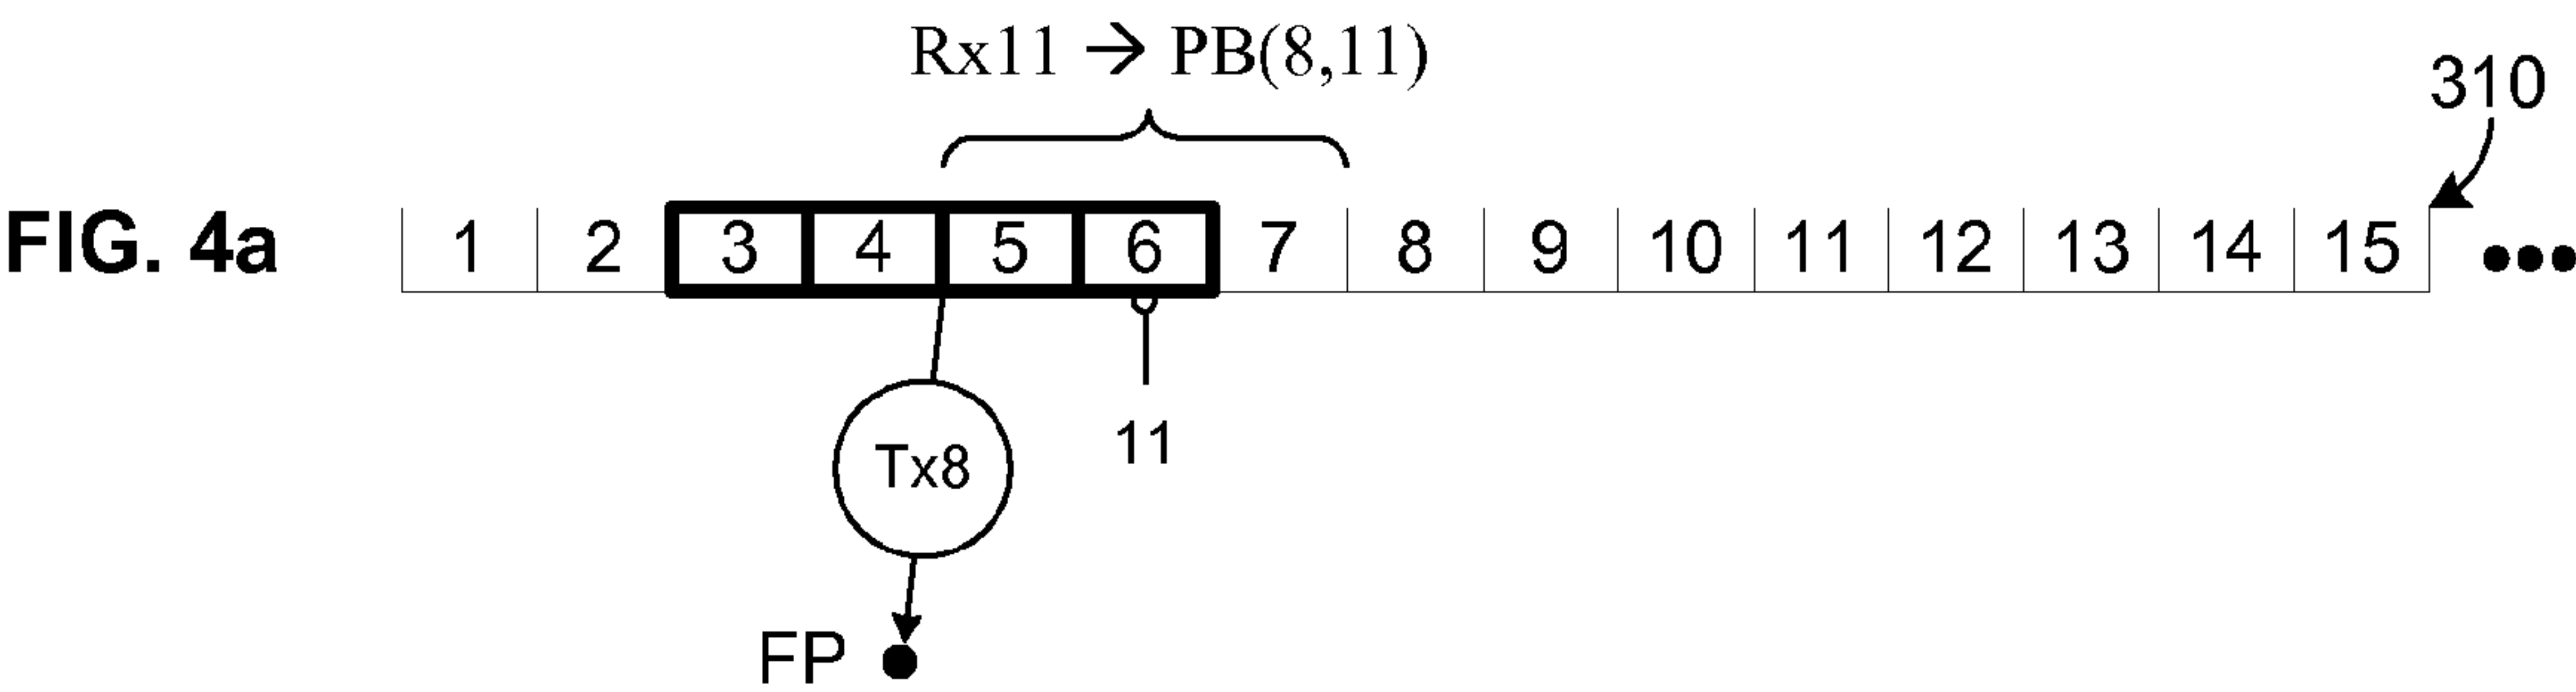 Rx11 → PB(8,11)
310
FIG. 4a 1 2 3 4 5 6 7 8 9 10 11 12 13 14 15 •••
11
Tx8
FP